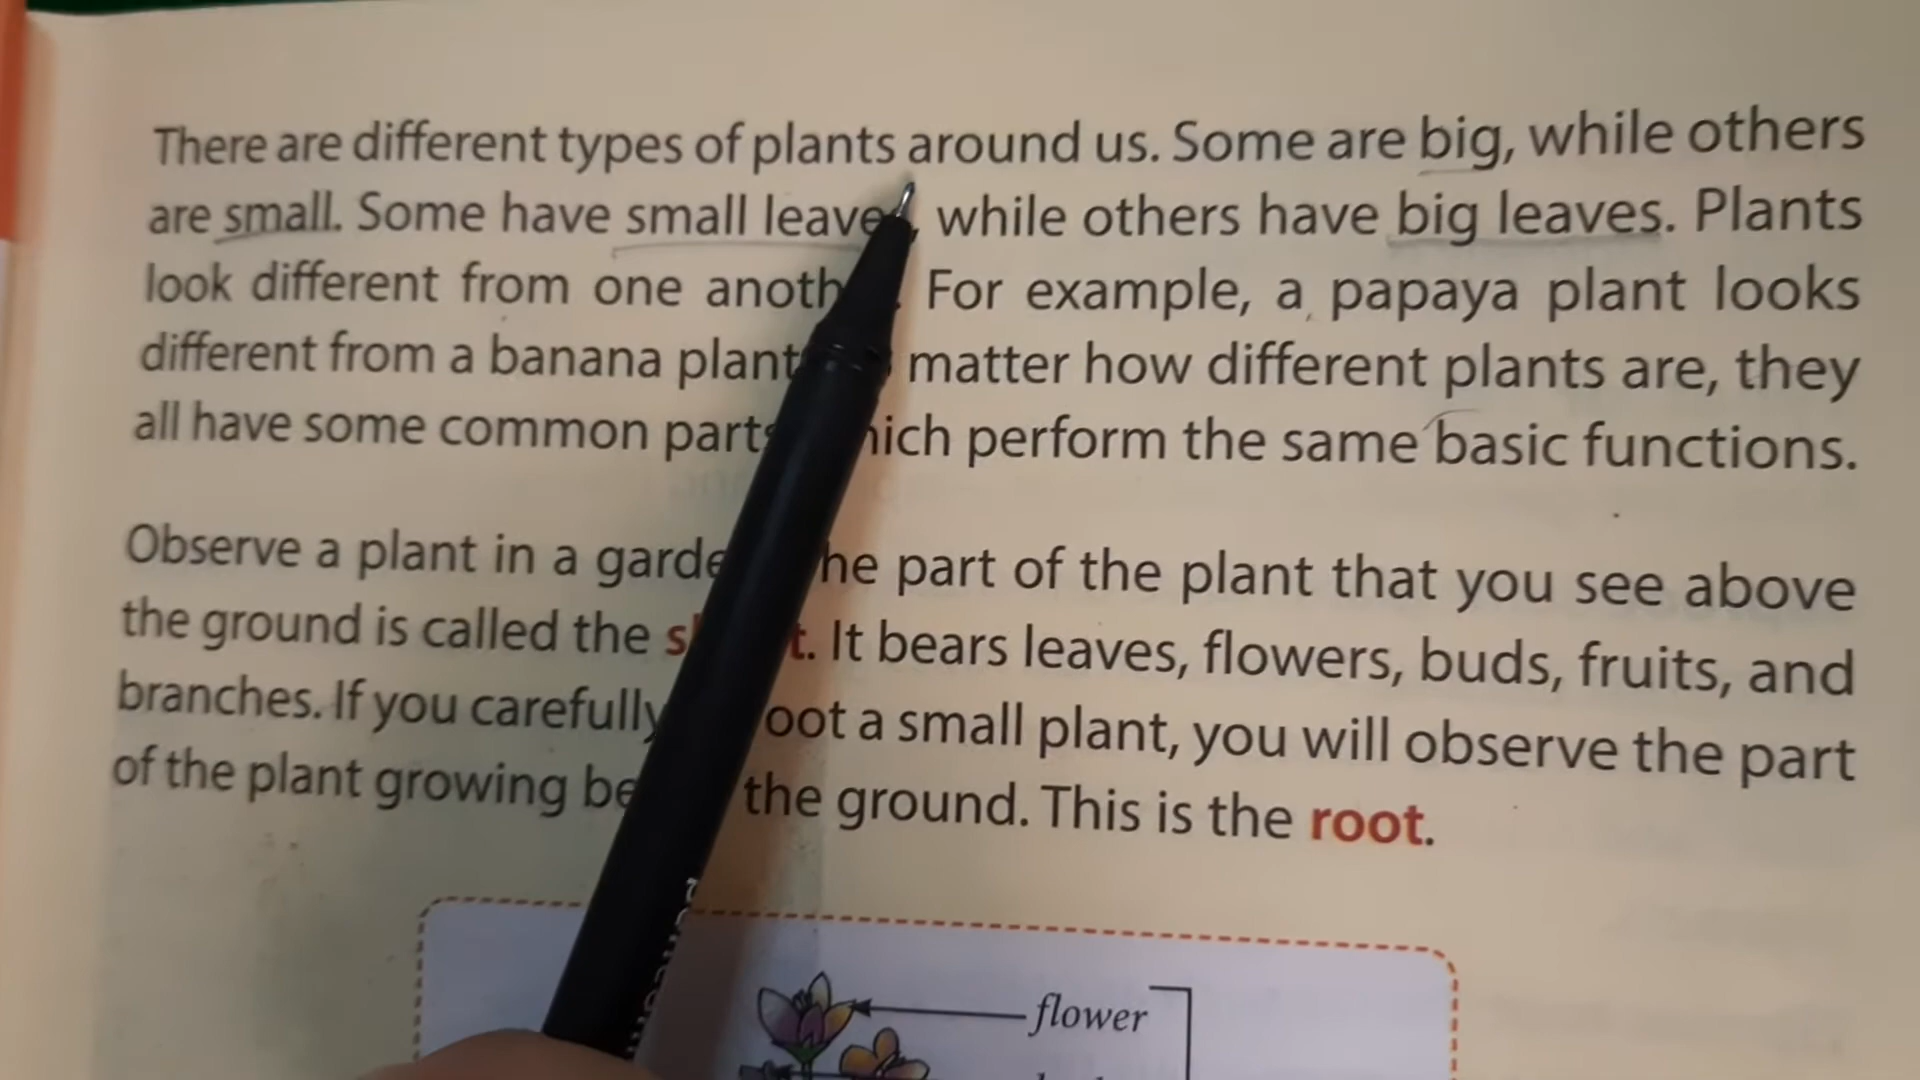 There are different types of plants around us. Some are big, while others
are small. Some have small leave, while others have big leaves. Plants
look different from one anoth. For example, a papaya plant looks
different from a banana plant matter how different plants are, they
all have some common parts hich perform the same basic functions.
Observe a plant in a garde he part of the plant that you see above
the ground is called the s t. It bears leaves, flowers, buds, fruits, and
branches. If you carefully oot a small plant, you will observe the part
of the plant growing be the ground. This is the root.
flower